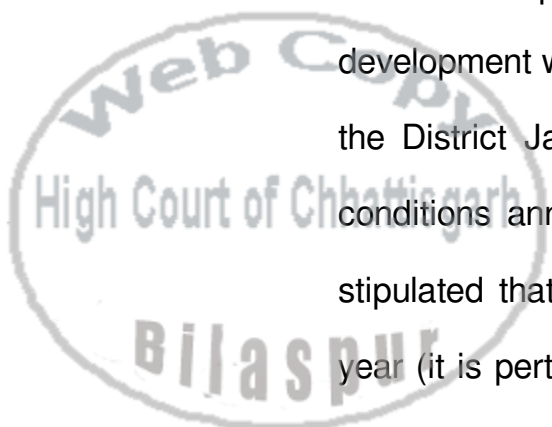 Web Copy
development w
the District Ja
High Court of Chhattisgarh
conditions ann
stipulated that
Bilaspur
year (it is pert